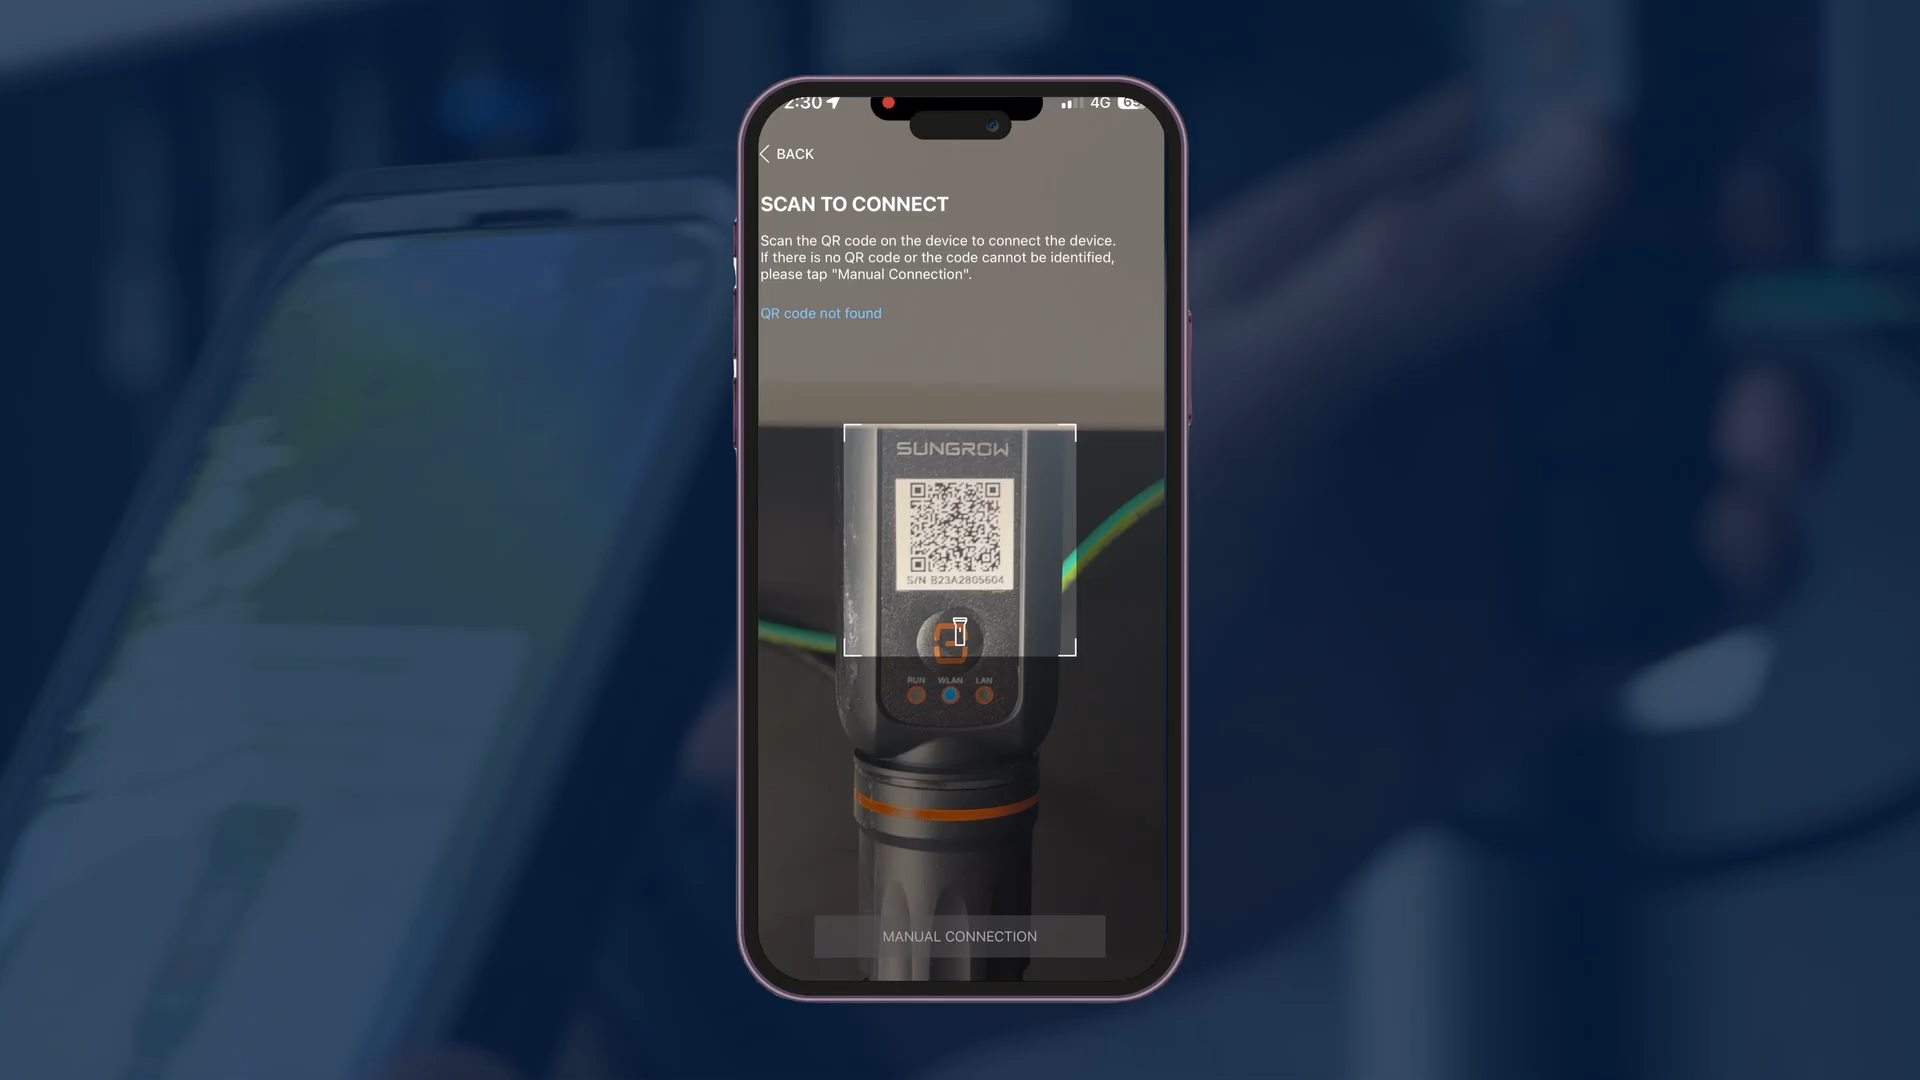 2:30
4G
BACK
SCAN TO CONNECT
Scan the QR code on the device to connect the device.
If there is no QR code or the code cannot be identified,
please tap "Manual Connection".
QR code not found
SUNGROW
S/N B23A2805604
RUN WLAN LAN
MANUAL CONNECTION